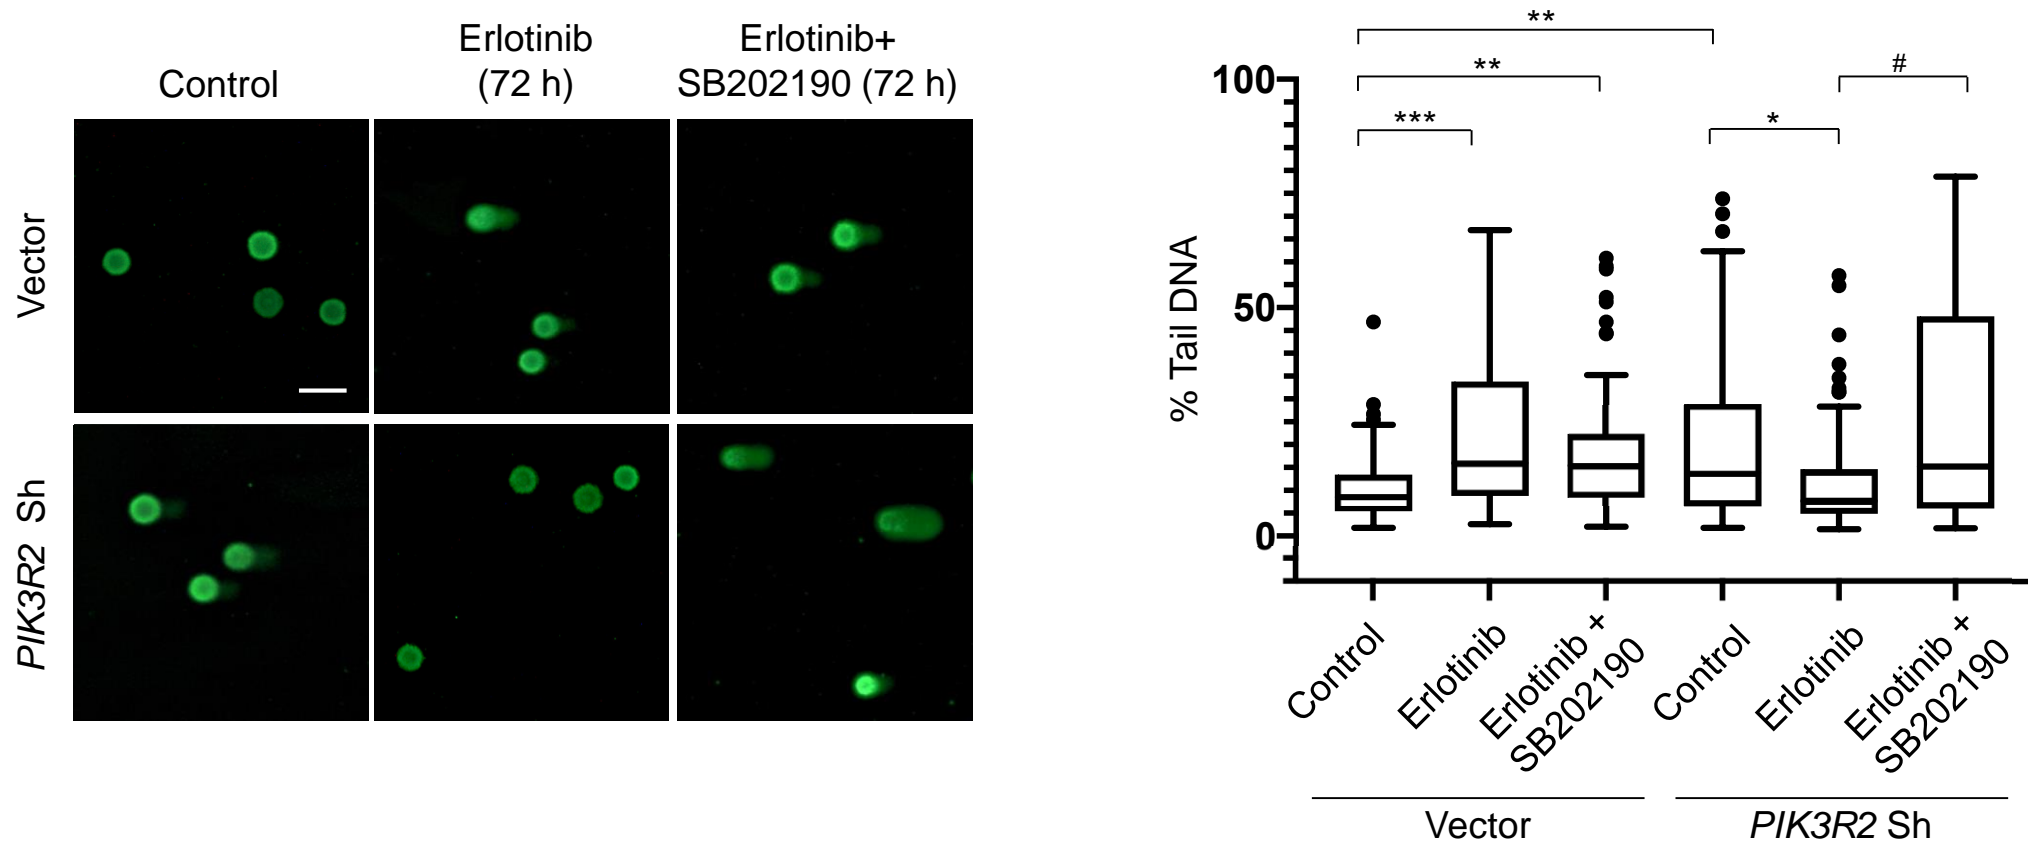 Control
Erlotinib
(72 h)
Erlotinib+
SB202190 (72 h)
Vector
PIK3R2 Sh
% Tail DNA
100
50
0
**
**
#
***
*
Control
Erlotinib
Erlotinib +
SB202190
Control
Erlotinib
Erlotinib +
SB202190
Vector
PIK3R2 Sh